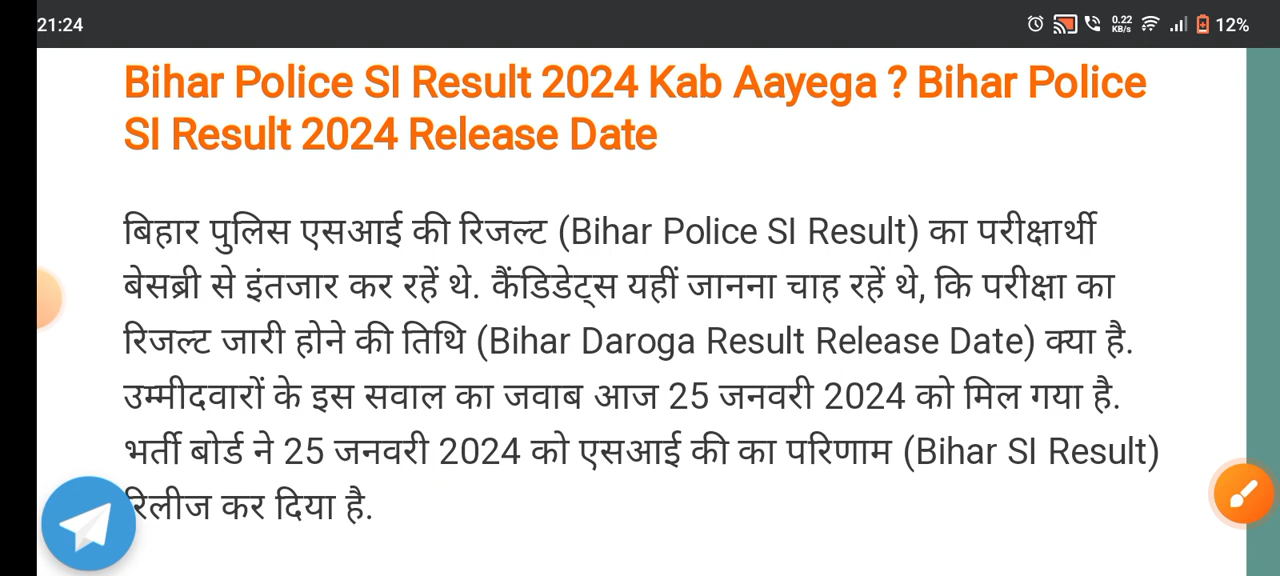 21:24
0.22 KB/s 12%
Bihar Police SI Result 2024 Kab Aayega ? Bihar Police
SI Result 2024 Release Date
बिहार पुलिस एसआई की रिजल्ट (Bihar Police SI Result) का परीक्षार्थी
बेसब्री से इंतजार कर रहें थे. कैंडिडेट्स यहीं जानना चाह रहें थे, कि परीक्षा का
रिजल्ट जारी होने की तिथि (Bihar Daroga Result Release Date) क्या है.
उम्मीदवारों के इस सवाल का जवाब आज 25 जनवरी 2024 को मिल गया है.
भर्ती बोर्ड ने 25 जनवरी 2024 को एसआई की का परिणाम (Bihar SI Result)
रिलीज कर दिया है.